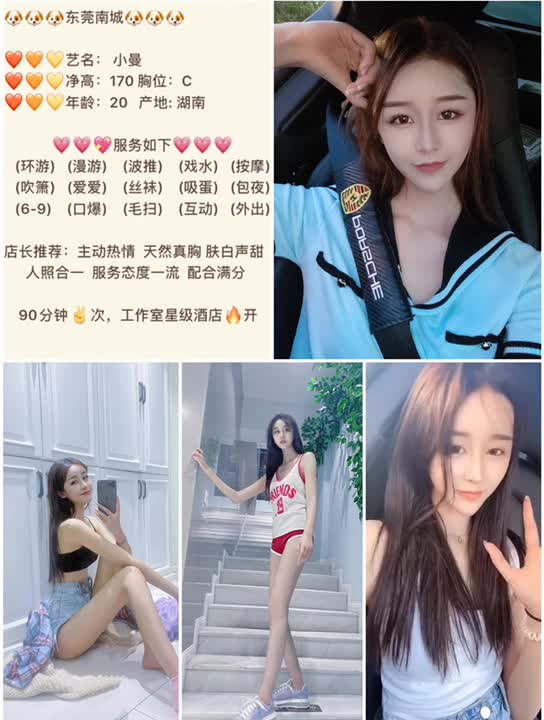 🐶🐶🐶东莞南城🐶🐶🐶
❤️🧡💛艺名： 小曼
❤️🧡💛净高：170 胸位：C
❤️🧡💛年龄：20 产地: 湖南
💗💗💖服务如下💗💗💗
(环游) (漫游) (波推) (戏水) (按摩)
(吹箫) (爱爱) (丝袜) (吸蛋) (包夜)
(6-9) (口爆) (毛扫) (互动) (外出)
店长推荐：主动热情 天然真胸 肤白声甜
人照合一 服务态度一流 配合满分
90分钟✌️次，工作室星级酒店🔥开
PORSCHE
FRIENDS